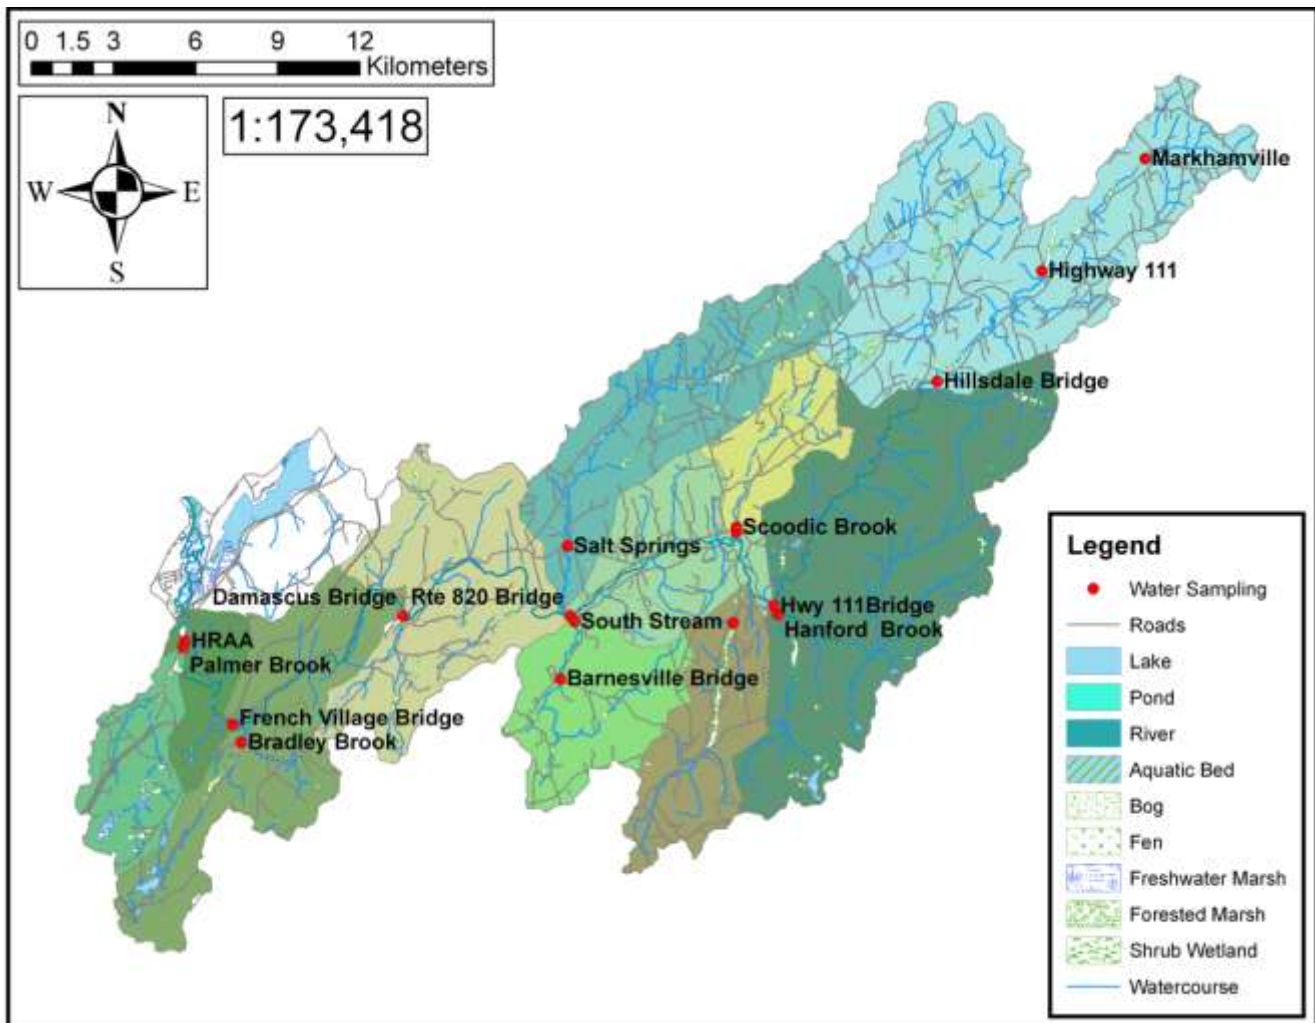 0 1.5 3 6 9 12
Kilometers
N
1:173,418
W E
S
Markhamville
Highway 111
Hillsdale Bridge
Scoodic Brook
Salt Springs
Damascus Bridge Rte 820 Bridge
Hwy 111Bridge
South Stream
Hanford Brook
HRAA
Palmer Brook
Barnesville Bridge
French Village Bridge
Bradley Brook
Legend
Water Sampling
Roads
Lake
Pond
River
Aquatic Bed
Bog
Fen
Freshwater Marsh
Forested Marsh
Shrub Wetland
Watercourse